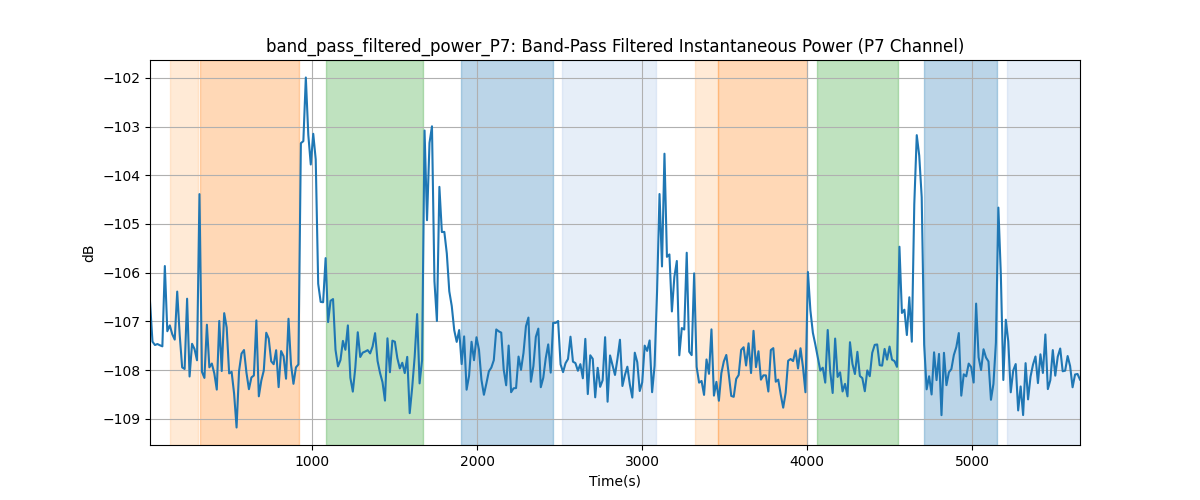 band_pass_filtered_power_P7: Band-Pass Filtered Instantaneous Power (P7 Channel)
−102
−103
−104
−105
−106
−107
−108
−109
dB
1000 2000 3000 4000 5000
Time(s)